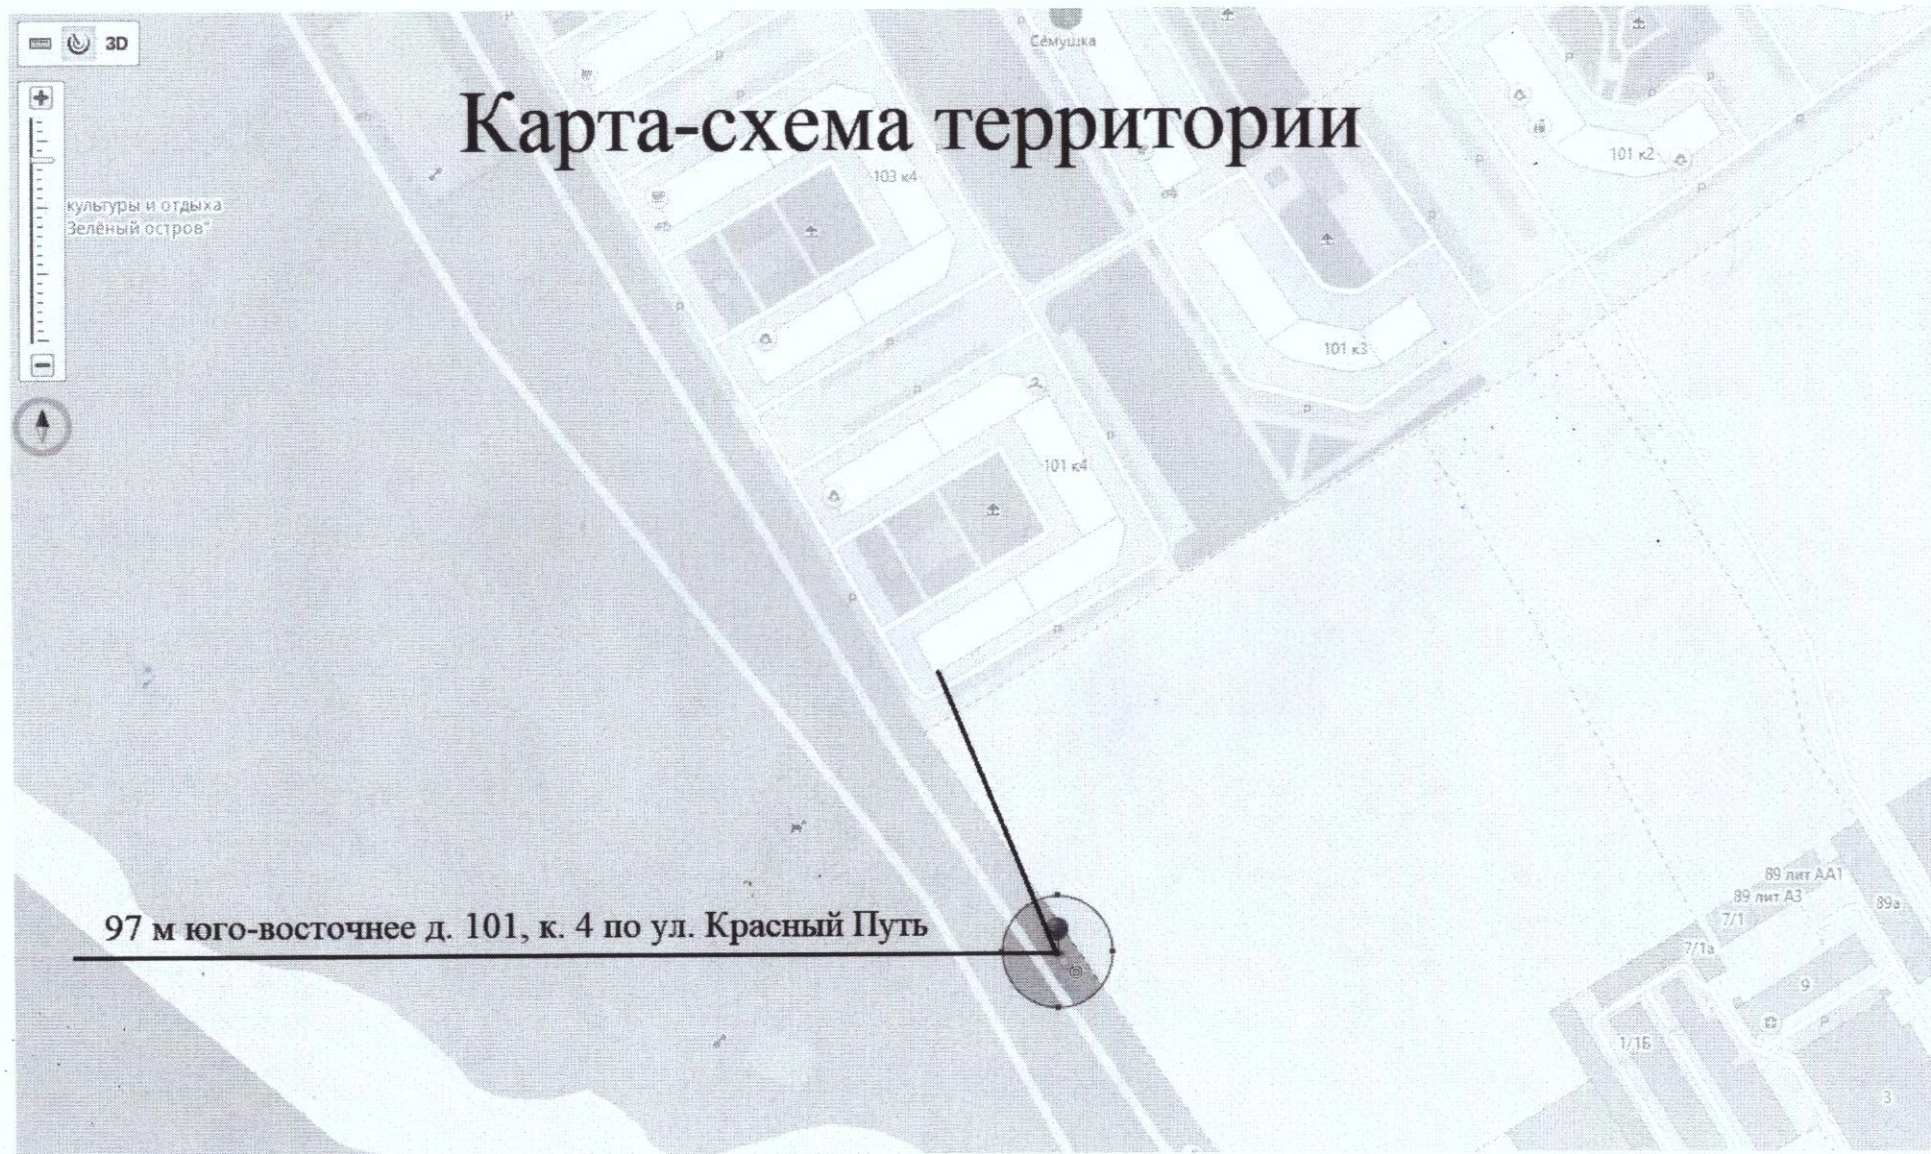 3D
Сёмушка
Карта-схема территории
101 к2
103 к4
культуры и отдыха
Зелёный остров"
101 к3
101 к4
89 лит АА1
89 лит А3
89а
7/1
97 м юго-восточнее д. 101, к. 4 по ул. Красный Путь
7/1а
9
P
1/1Б
3